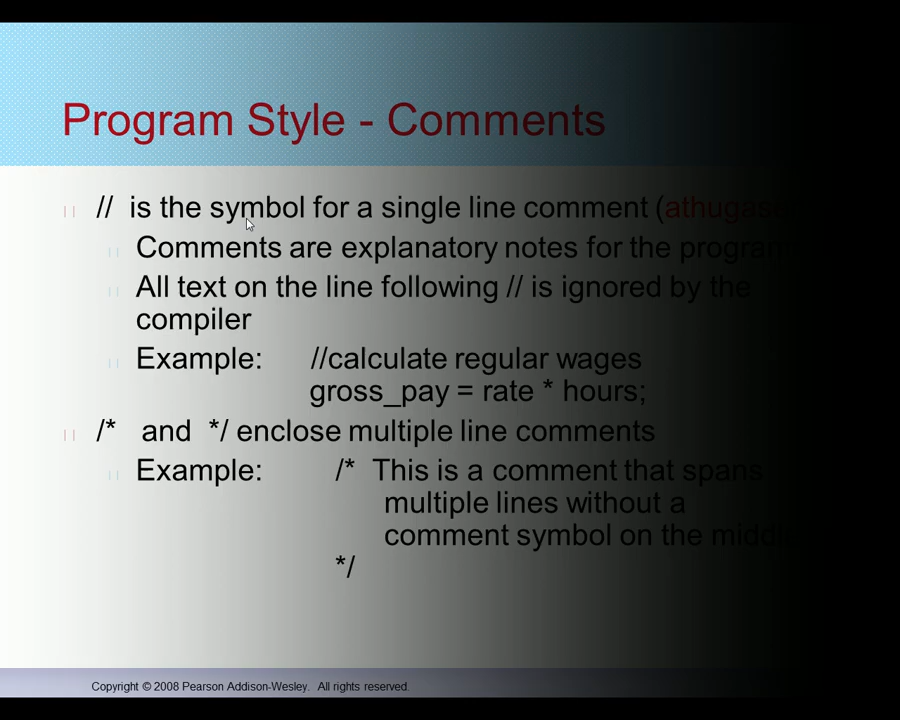 Program Style - Comments
// is the symbol for a single line comment (athugase
Comments are explanatory notes for the program
All text on the line following // is ignored by the
compiler
Example: //calculate regular wages
gross_pay = rate * hours;
/* and */ enclose multiple line comments
Example: /* This is a comment that spans
multiple lines without a
comment symbol on the middle
*/
Copyright © 2008 Pearson Addison-Wesley. All rights reserved.